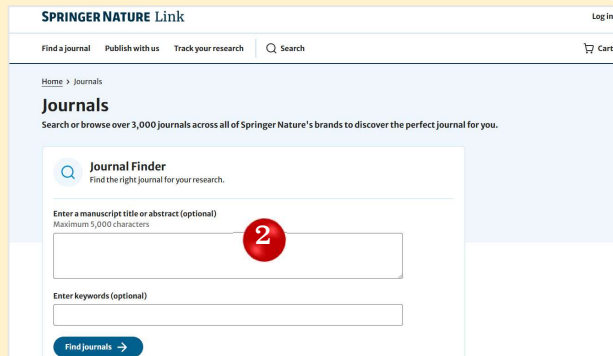 SPRINGER NATURE Link
Log in
Find a journal Publish with us Track your research Search
Cart
Home > Journals
Journals
Search or browse over 3,000 journals across all of Springer Nature's brands to discover the perfect journal for you.
Journal Finder
Find the right journal for your research.
Enter a manuscript title or abstract (optional)
Maximum 5,000 characters
2
Enter keywords (optional)
Find journals →